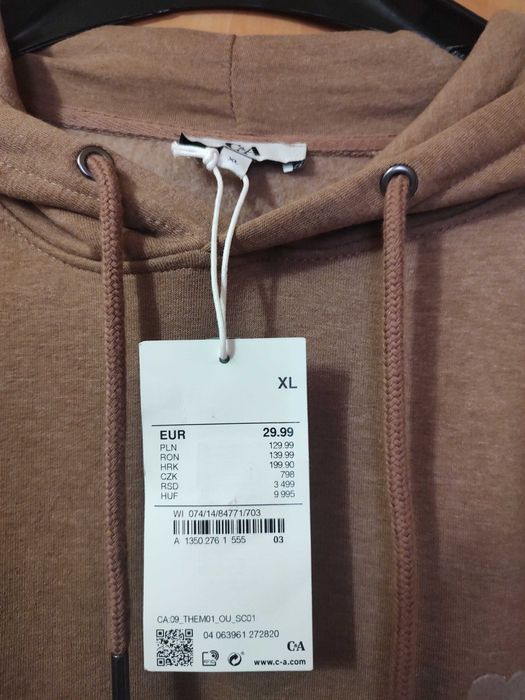 C&A
XL
XL
EUR 29.99
PLN 129.99
RON 139.99
HRK 199.90
CZK 798
RSD 3 499
HUF 9 995
WI 074/14/84771/703
A 1350.276 1 555 03
CA:09_THEM01_OU_SC01
04 063961 272820
C&A
www.c-a.com